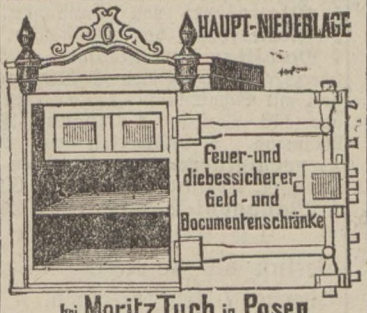 HAUPT-NIEDERLAGE
feuer-und
diebessicherer
Geld- und
Documentenschränke
bei Moritz Tuch in Posen